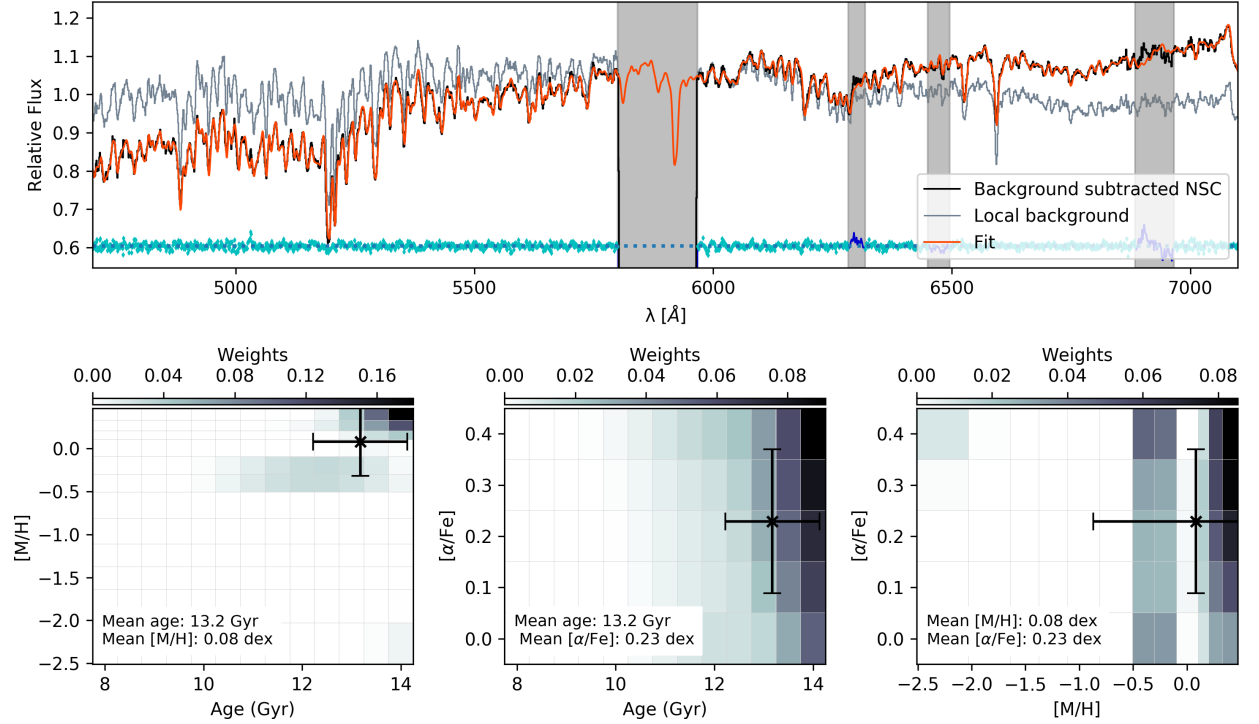 1.2
1.1
1.0
0.9
0.8
0.7
0.6
Relative Flux
Background subtracted NSC
Local background
Fit
5000 5500 6000 6500 7000
λ [Å]
Weights
0.00 0.04 0.08 0.12 0.16
0.0
−0.5
−1.0
−1.5
−2.0
−2.5
[M/H]
Mean age: 13.2 Gyr
Mean [M/H]: 0.08 dex
8 10 12 14
Age (Gyr)
Weights
0.00 0.02 0.04 0.06 0.08
0.4
0.3
0.2
0.1
0.0
[α/Fe]
Mean age: 13.2 Gyr
Mean [α/Fe]: 0.23 dex
8 10 12 14
Age (Gyr)
Weights
0.00 0.02 0.04 0.06 0.08
0.4
0.3
0.2
0.1
0.0
[α/Fe]
Mean [M/H]: 0.08 dex
Mean [α/Fe]: 0.23 dex
−2.5 −2.0 −1.5 −1.0 −0.5 0.0
[M/H]